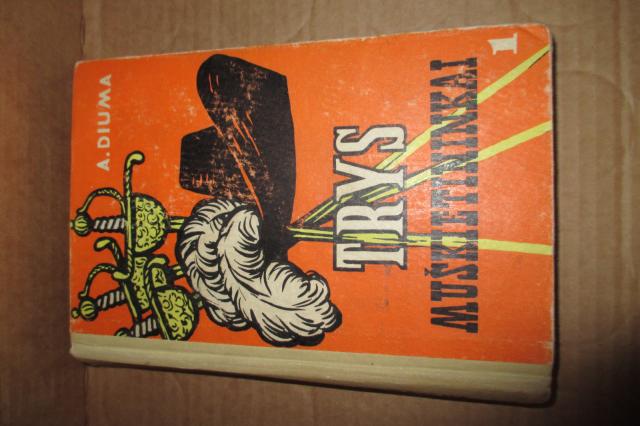 A. DIUMA
TRYS
MUŠKIETININKAI
1